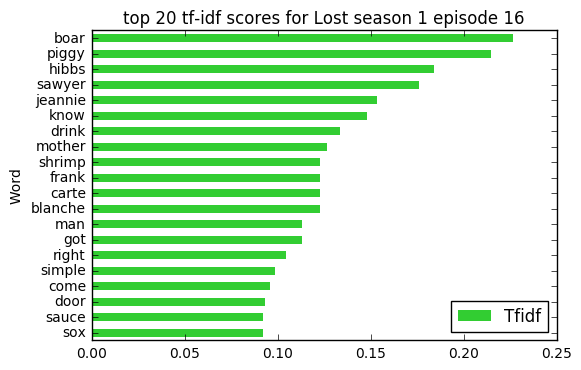 top 20 tf-idf scores for Lost season 1 episode 16
boar
piggy
hibbs
sawyer
jeannie
know
drink
mother
shrimp
frank
carte
blanche
man
got
right
simple
come
door
sauce
sox
Word
Tfidf
0.00 0.05 0.10 0.15 0.20 0.25